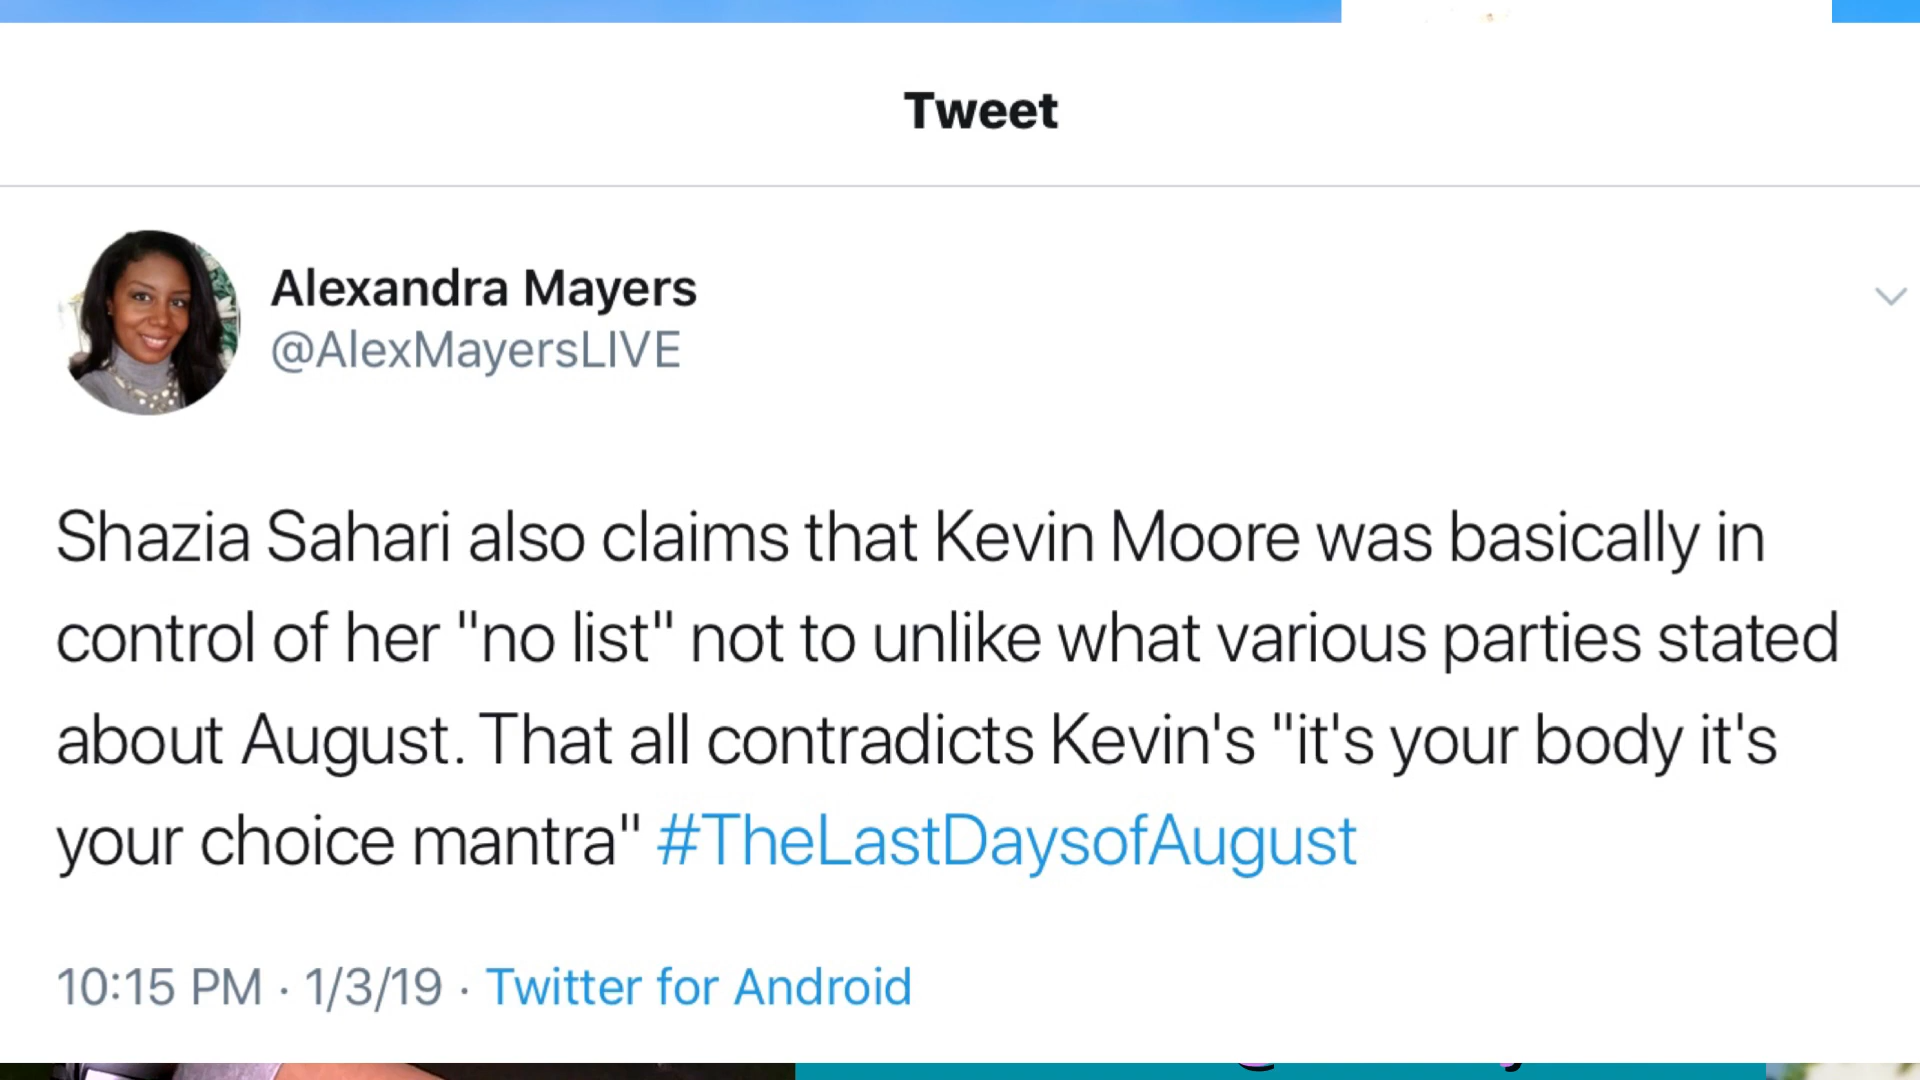 Tweet
Alexandra Mayers
@AlexMayersLIVE
Shazia Sahari also claims that Kevin Moore was basically in
control of her "no list" not to unlike what various parties stated
about August. That all contradicts Kevin's "it's your body it's
your choice mantra" #TheLastDaysofAugust
10:15 PM · 1/3/19 · Twitter for Android